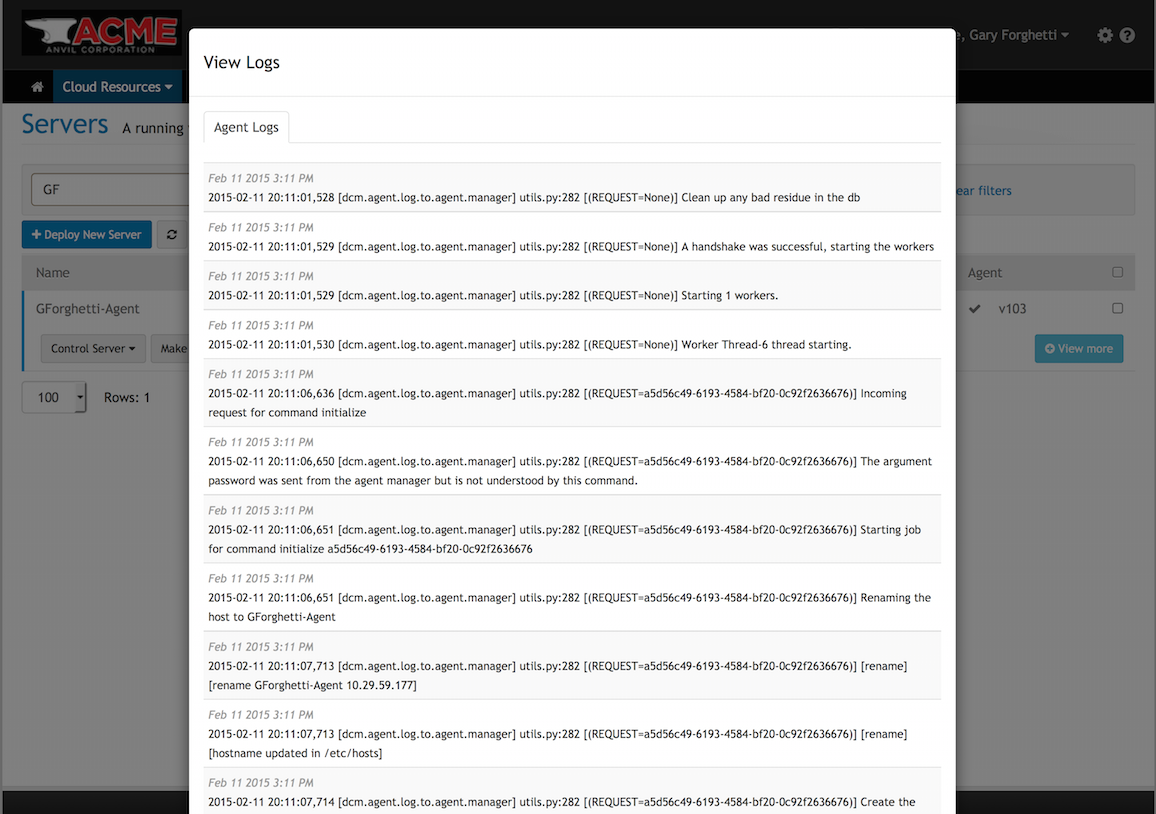 ACME
ANVIL CORPORATION
, Gary Forghetti
Cloud Resources
Servers A running
GF
ear filters
Deploy New Server
Name
Agent
GForghetti-Agent
v103
Control Server
Make
View more
100
Rows: 1
View Logs
Agent Logs
Feb 11 2015 3:11 PM
2015-02-11 20:11:01,528 [dcm.agent.log.to.agent.manager] utils.py:282 [(REQUEST=None)] Clean up any bad residue in the db
Feb 11 2015 3:11 PM
2015-02-11 20:11:01,529 [dcm.agent.log.to.agent.manager] utils.py:282 [(REQUEST=None)] A handshake was successful, starting the workers
Feb 11 2015 3:11 PM
2015-02-11 20:11:01,529 [dcm.agent.log.to.agent.manager] utils.py:282 [(REQUEST=None)] Starting 1 workers.
Feb 11 2015 3:11 PM
2015-02-11 20:11:01,530 [dcm.agent.log.to.agent.manager] utils.py:282 [(REQUEST=None)] Worker Thread-6 thread starting.
Feb 11 2015 3:11 PM
2015-02-11 20:11:06,636 [dcm.agent.log.to.agent.manager] utils.py:282 [(REQUEST=a5d56c49-6193-4584-bf20-0c92f2636676)] Incoming
request for command initialize
Feb 11 2015 3:11 PM
2015-02-11 20:11:06,650 [dcm.agent.log.to.agent.manager] utils.py:282 [(REQUEST=a5d56c49-6193-4584-bf20-0c92f2636676)] The argument
password was sent from the agent manager but is not understood by this command.
Feb 11 2015 3:11 PM
2015-02-11 20:11:06,651 [dcm.agent.log.to.agent.manager] utils.py:282 [(REQUEST=a5d56c49-6193-4584-bf20-0c92f2636676)] Starting job
for command initialize a5d56c49-6193-4584-bf20-0c92f2636676
Feb 11 2015 3:11 PM
2015-02-11 20:11:06,651 [dcm.agent.log.to.agent.manager] utils.py:282 [(REQUEST=a5d56c49-6193-4584-bf20-0c92f2636676)] Renaming the
host to GForghetti-Agent
Feb 11 2015 3:11 PM
2015-02-11 20:11:07,713 [dcm.agent.log.to.agent.manager] utils.py:282 [(REQUEST=a5d56c49-6193-4584-bf20-0c92f2636676)] [rename]
[rename GForghetti-Agent 10.29.59.177]
Feb 11 2015 3:11 PM
2015-02-11 20:11:07,713 [dcm.agent.log.to.agent.manager] utils.py:282 [(REQUEST=a5d56c49-6193-4584-bf20-0c92f2636676)] [rename]
[hostname updated in /etc/hosts]
Feb 11 2015 3:11 PM
2015-02-11 20:11:07,714 [dcm.agent.log.to.agent.manager] utils.py:282 [(REQUEST=a5d56c49-6193-4584-bf20-0c92f2636676)] Create the